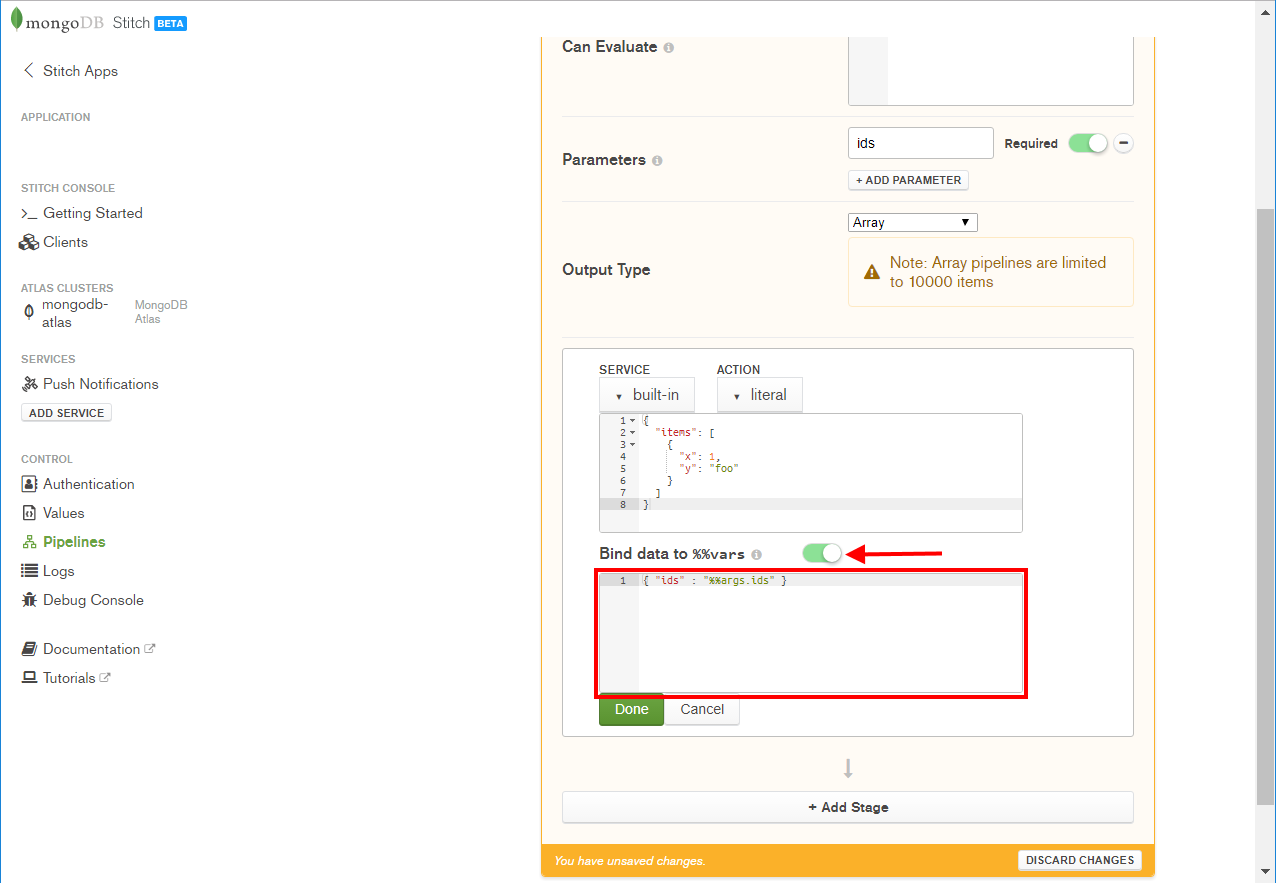 mongoDB Stitch BETA
Stitch Apps
APPLICATION
STITCH CONSOLE
>_ Getting Started
Clients
ATLAS CLUSTERS
mongodb-
atlas
MongoDB
Atlas
SERVICES
Push Notifications
ADD SERVICE
CONTROL
Authentication
Values
Pipelines
Logs
Debug Console
Documentation
Tutorials
Can Evaluate
Parameters
ids
Required
+ ADD PARAMETER
Output Type
Array
Note: Array pipelines are limited
to 10000 items
SERVICE ACTION
built-in literal
1 {
2 "items": [
3 {
4 "x": 1,
5 "y": "foo"
6 }
7 ]
8 }
Bind data to %%vars
1 { "ids" : "%%args.ids" }
Done Cancel
+ Add Stage
You have unsaved changes.
DISCARD CHANGES